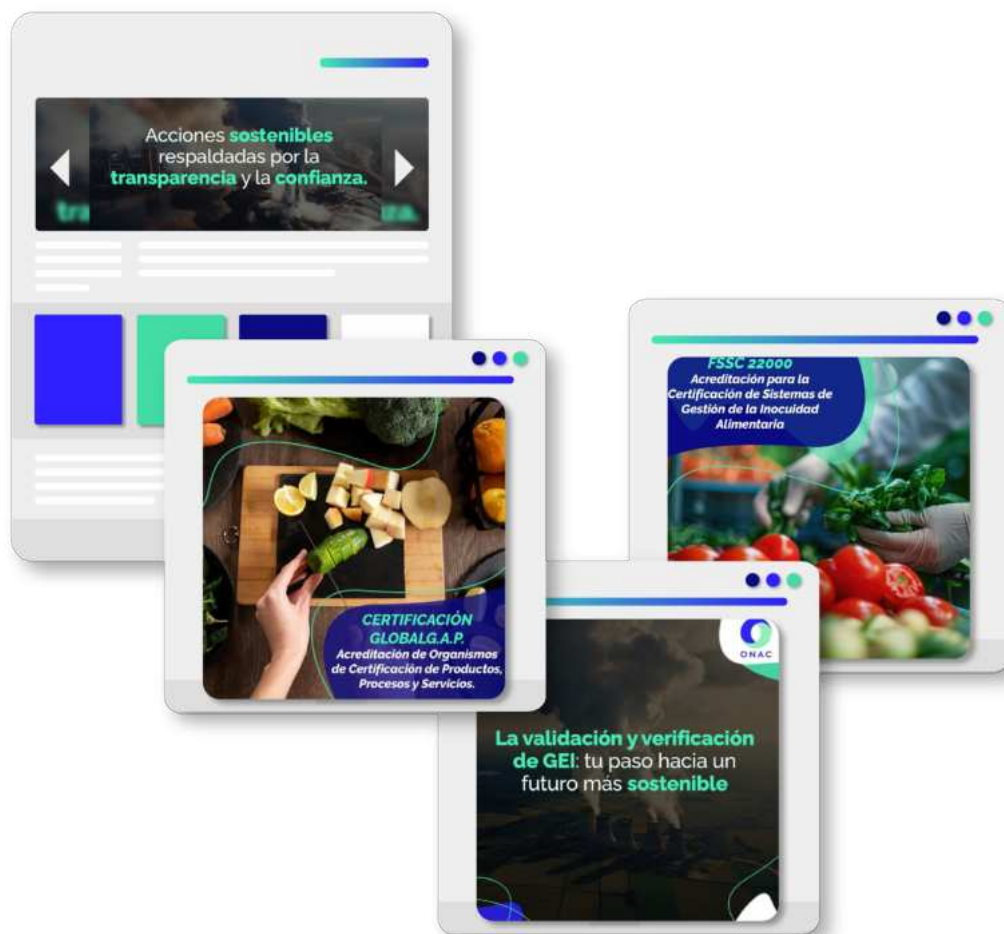 Acciones sostenibles
respaldadas por la
transparencia y la confianza.
FSSC 22000
Acreditación para la
Certificación de Sistemas de
Gestión de la Inocuidad
Alimentaria
CERTIFICACIÓN
GLOBALG.A.P.
Acreditación de Organismos
de Certificación de Productos,
Procesos y Servicios.
ONAC
La validación y verificación
de GEI: tu paso hacia un
futuro más sostenible